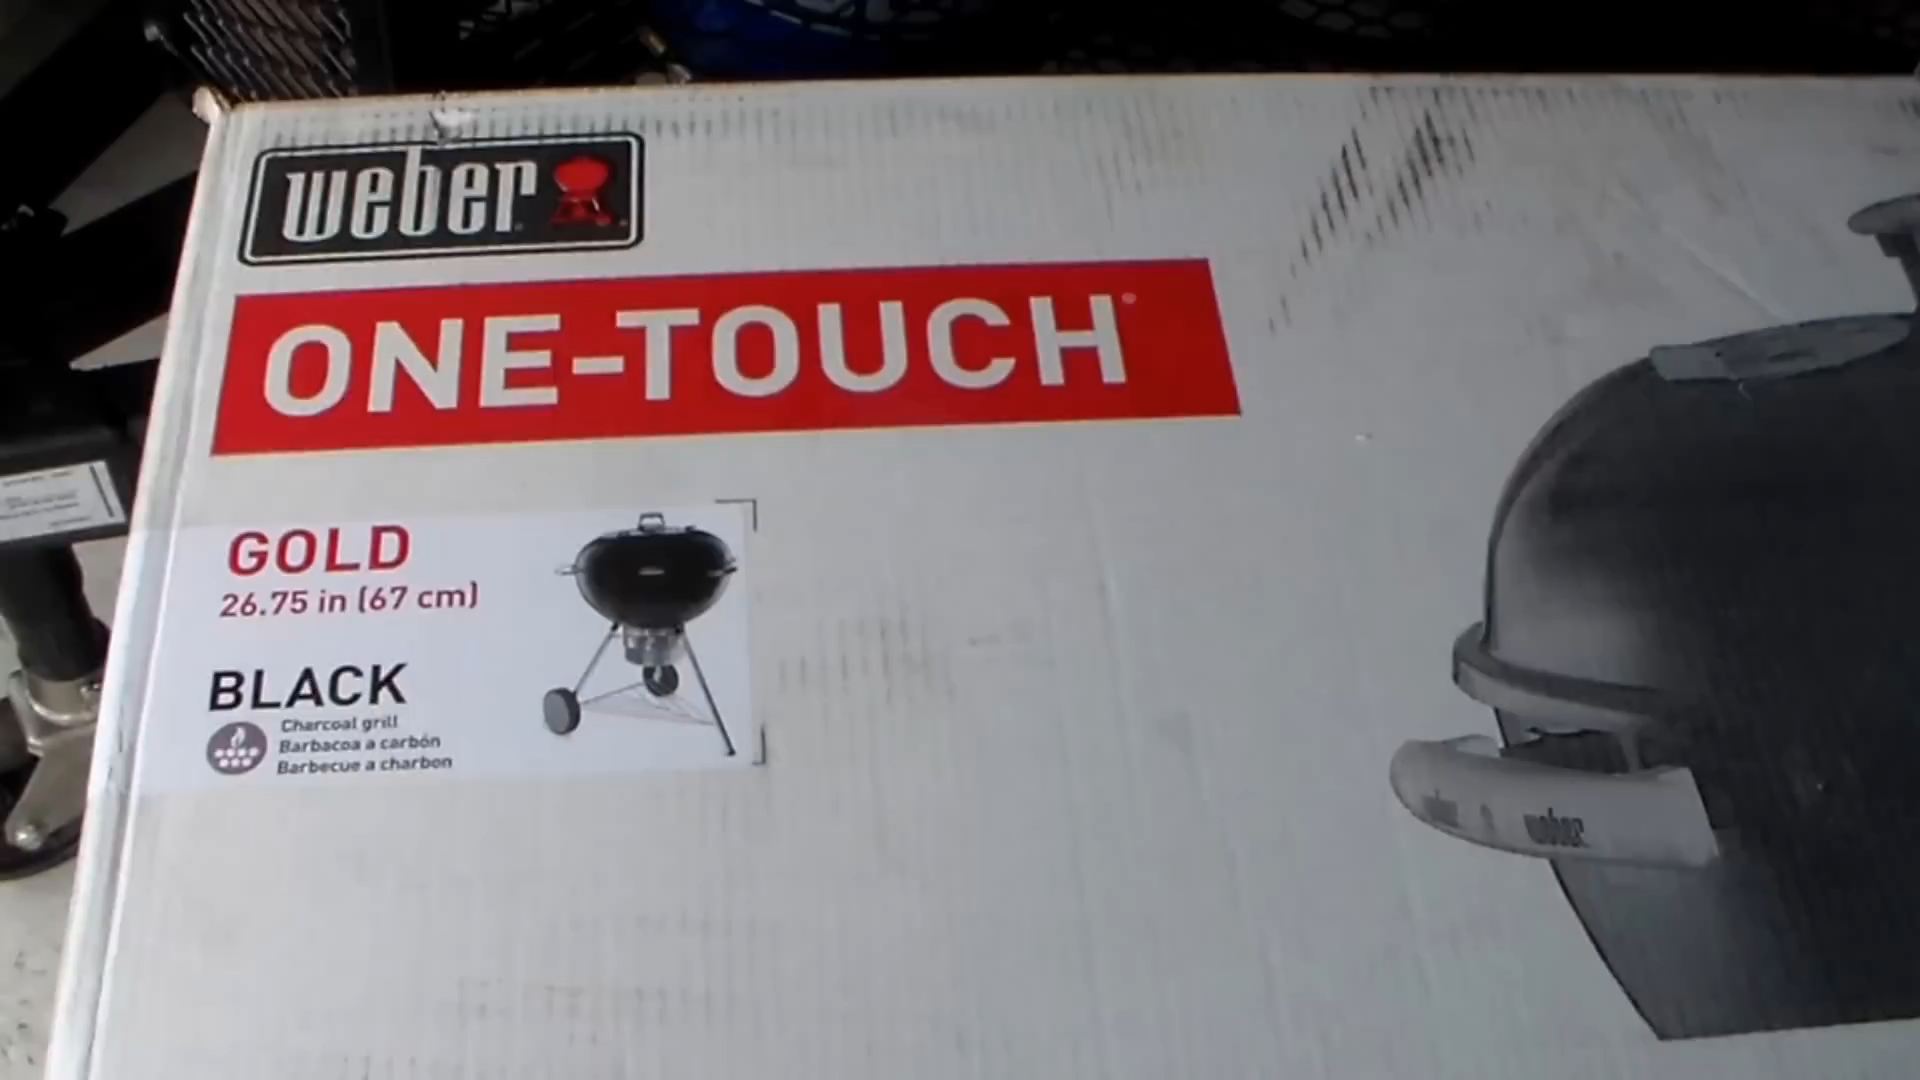 weber
ONE-TOUCH
GOLD
26.75 in (67 cm)
BLACK
Charcoal grill
Barbacoa a carbón
Barbecue a charbon
weber